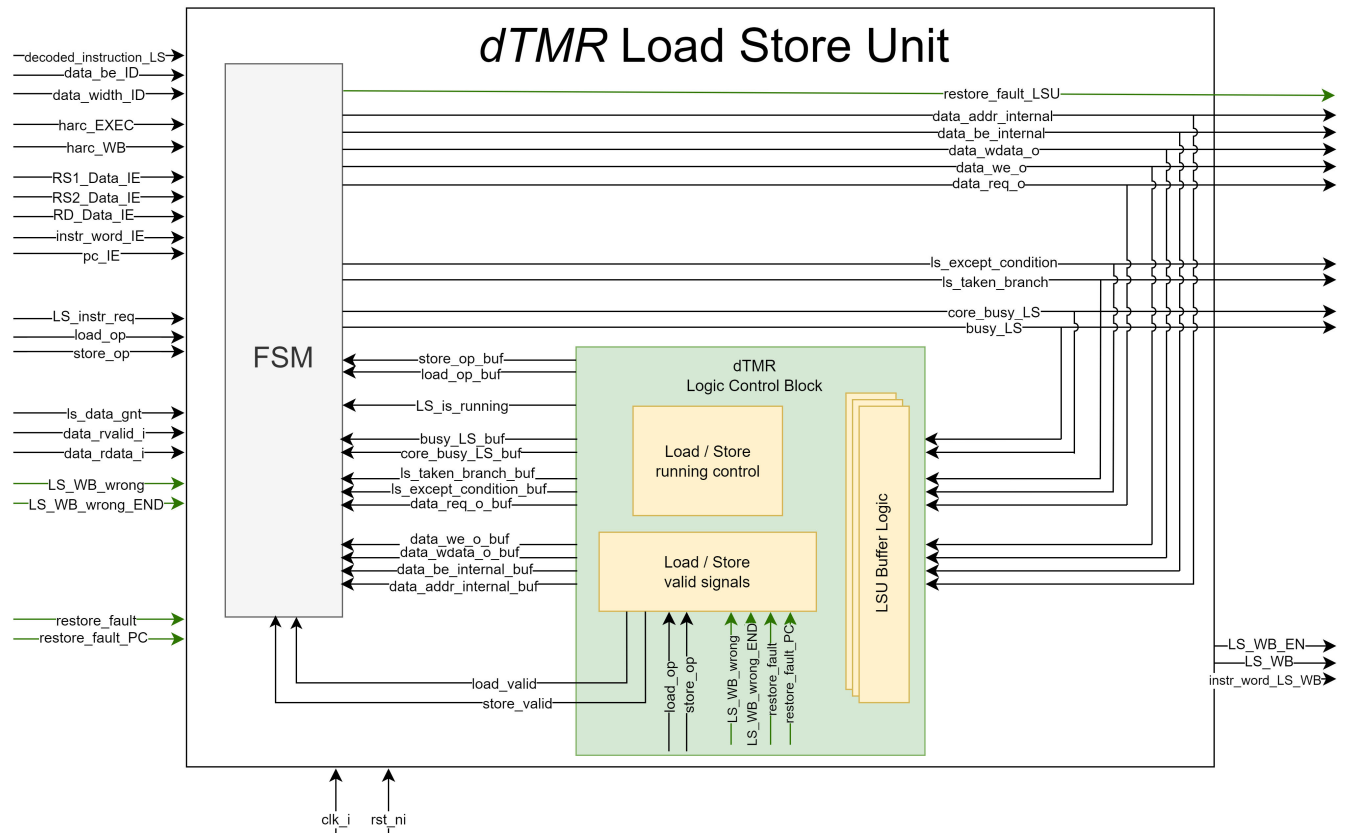 dTMR Load Store Unit
decoded_instruction_LS
data_be_ID
data_width_ID
harc_EXEC
harc_WB
RS1_Data_IE
RS2_Data_IE
RD_Data_IE
instr_word_IE
pc_IE
LS_instr_req
load_op
store_op
ls_data_gnt
data_rvalid_i
data_rdata_i
LS_WB_wrong
LS_WB_wrong_END
restore_fault
restore_fault_PC
FSM
restore_fault_LSU
data_addr_internal
data_be_internal
data_wdata_o
data_we_o
data_req_o
ls_except_condition
ls_taken_branch
core_busy_LS
busy_LS
store_op_buf
load_op_buf
LS_is_running
busy_LS_buf
core_busy_LS_buf
ls_taken_branch_buf
ls_except_condition_buf
data_req_o_buf
data_we_o_buf
data_wdata_o_buf
data_be_internal_buf
data_addr_internal_buf
load_valid
store_valid
dTMR
Logic Control Block
Load / Store
running control
Load / Store
valid signals
LSU Buffer Logic
load_op
store_op
LS_WB_wrong
LS_WB_wrong_END
restore_fault
restore_fault_PC
LS_WB_EN
LS_WB
instr_word_LS_WB
clk_i
rst_ni